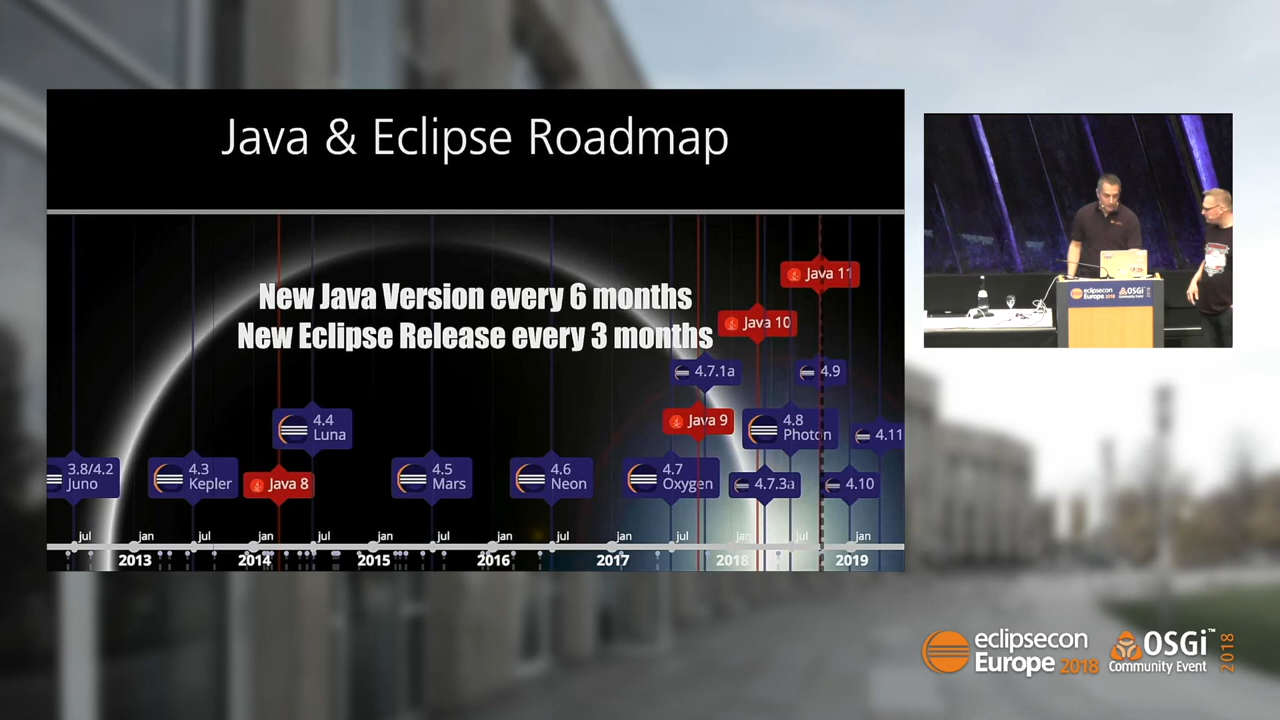 Java & Eclipse Roadmap
New Java Version every 6 months
New Eclipse Release every 3 months
Java 11
Java 10
4.7.1a
4.9
4.4
Luna
Java 9
4.8
Photon
4.11
3.8/4.2
Juno
4.3
Kepler
Java 8
4.5
Mars
4.6
Neon
4.7
Oxygen
4.7.3a
4.10
jul
jan
jul
jan
jul
jan
jul
jan
jul
jan
jul
jan
jul
jan
2013
2014
2015
2016
2017
2018
2019
eclipsecon
Europe 2018
OSGi
eclipsecon
Europe 2018
OSGi™
Community Event
2018